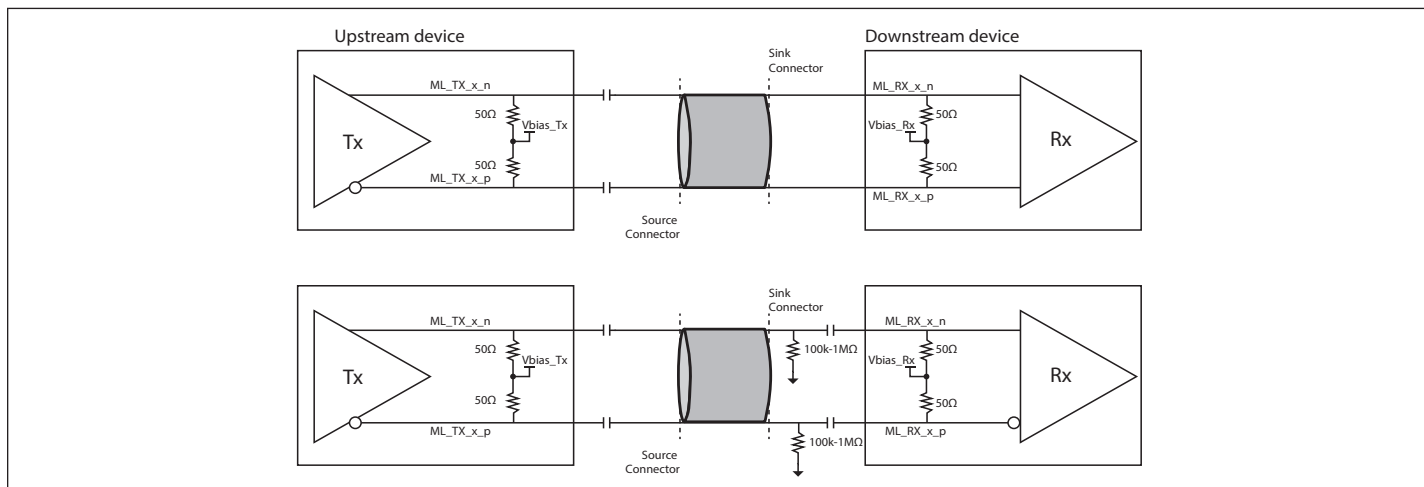 Upstream device
Downstream device
Sink
Connector
ML_TX_x_n
ML_RX_x_n
50Ω
50Ω
Vbias_Tx
Vbias_Rx
Tx
Rx
50Ω
50Ω
ML_TX_x_p
ML_RX_x_p
Source
Connector
Sink
Connector
ML_TX_x_n
ML_RX_x_n
50Ω
100k-1MΩ
50Ω
Vbias_Tx
Vbias_Rx
Tx
Rx
50Ω
50Ω
ML_TX_x_p
ML_RX_x_p
100k-1MΩ
Source
Connector